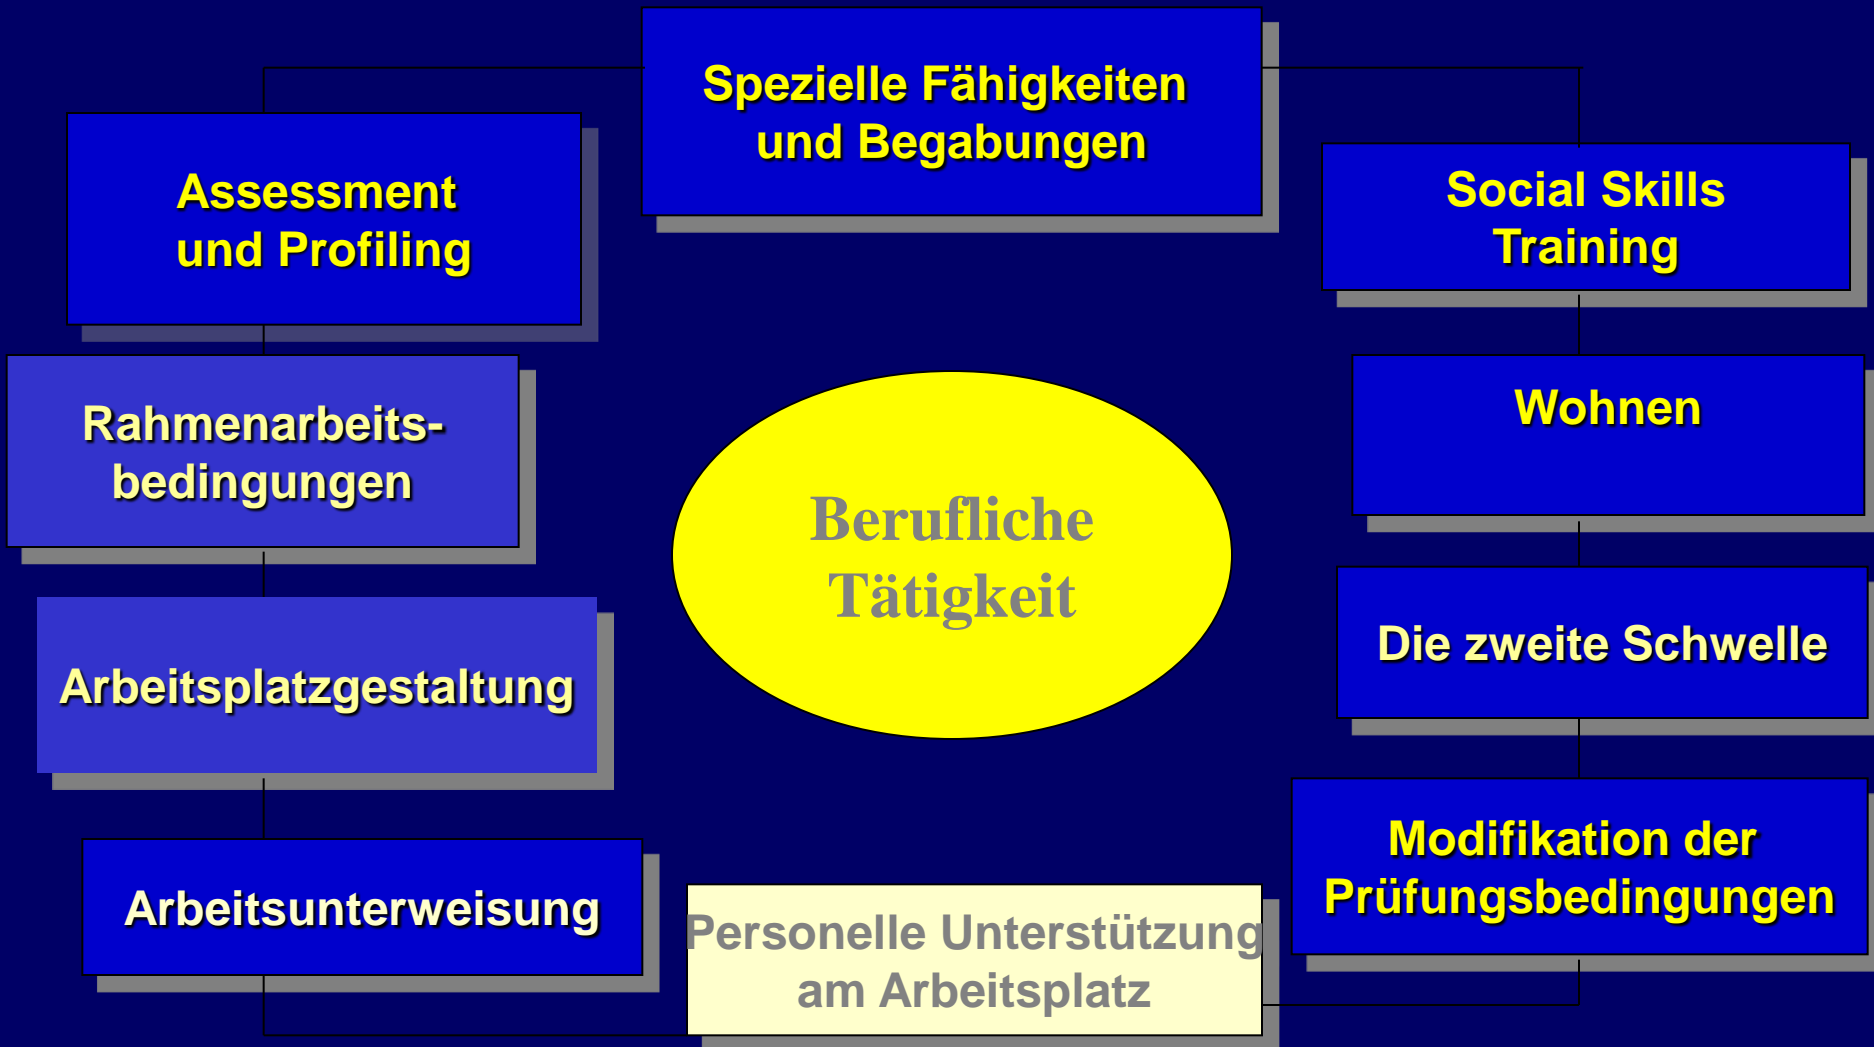 Spezielle Fähigkeiten
und Begabungen
Assessment
und Profiling
Social Skills
Training
Rahmenarbeits-
bedingungen
Wohnen
Berufliche
Tätigkeit
Arbeitsplatzgestaltung
Die zweite Schwelle
Arbeitsunterweisung
Modifikation der
Prüfungsbedingungen
Personelle Unterstützung
am Arbeitsplatz